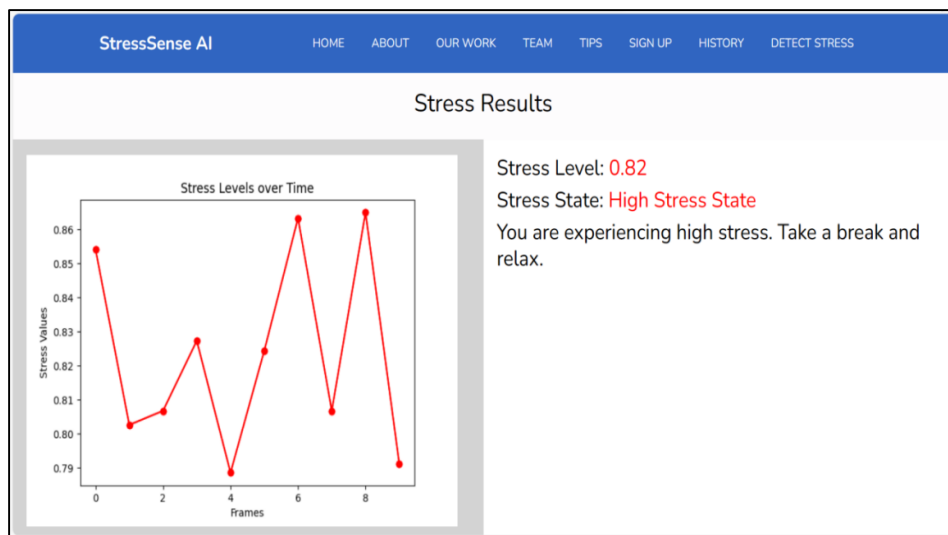 StressSense AI HOME ABOUT OUR WORK TEAM TIPS SIGN UP HISTORY DETECT STRESS
Stress Results
Stress Levels over Time
0.86
0.85
0.84
0.83
0.82
0.81
0.80
0.79
Stress Values
0 2 4 6 8
Frames
Stress Level: 0.82
Stress State: High Stress State
You are experiencing high stress. Take a break and
relax.